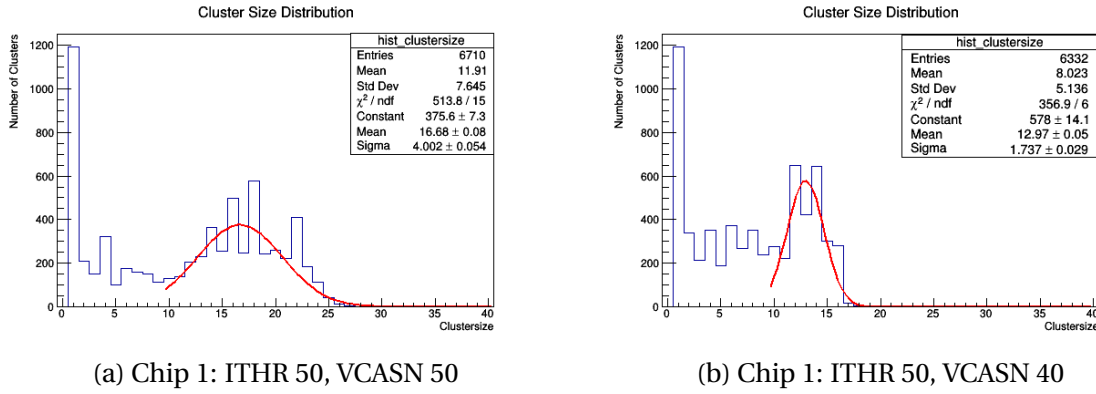 Cluster Size Distribution
Number of Clusters
1200
1000
800
600
400
200
0
0 5 10 15 20 25 30 35 40
Clustersize
hist_clustersize
Entries 6710
Mean 11.91
Std Dev 7.645
χ² / ndf 513.8 / 15
Constant 375.6 ± 7.3
Mean 16.68 ± 0.08
Sigma 4.002 ± 0.054
(a) Chip 1: ITHR 50, VCASN 50
Cluster Size Distribution
Number of Clusters
1200
1000
800
600
400
200
0
0 5 10 15 20 25 30 35 40
Clustersize
hist_clustersize
Entries 6332
Mean 8.023
Std Dev 5.136
χ² / ndf 356.9 / 6
Constant 578 ± 14.1
Mean 12.97 ± 0.05
Sigma 1.737 ± 0.029
(b) Chip 1: ITHR 50, VCASN 40